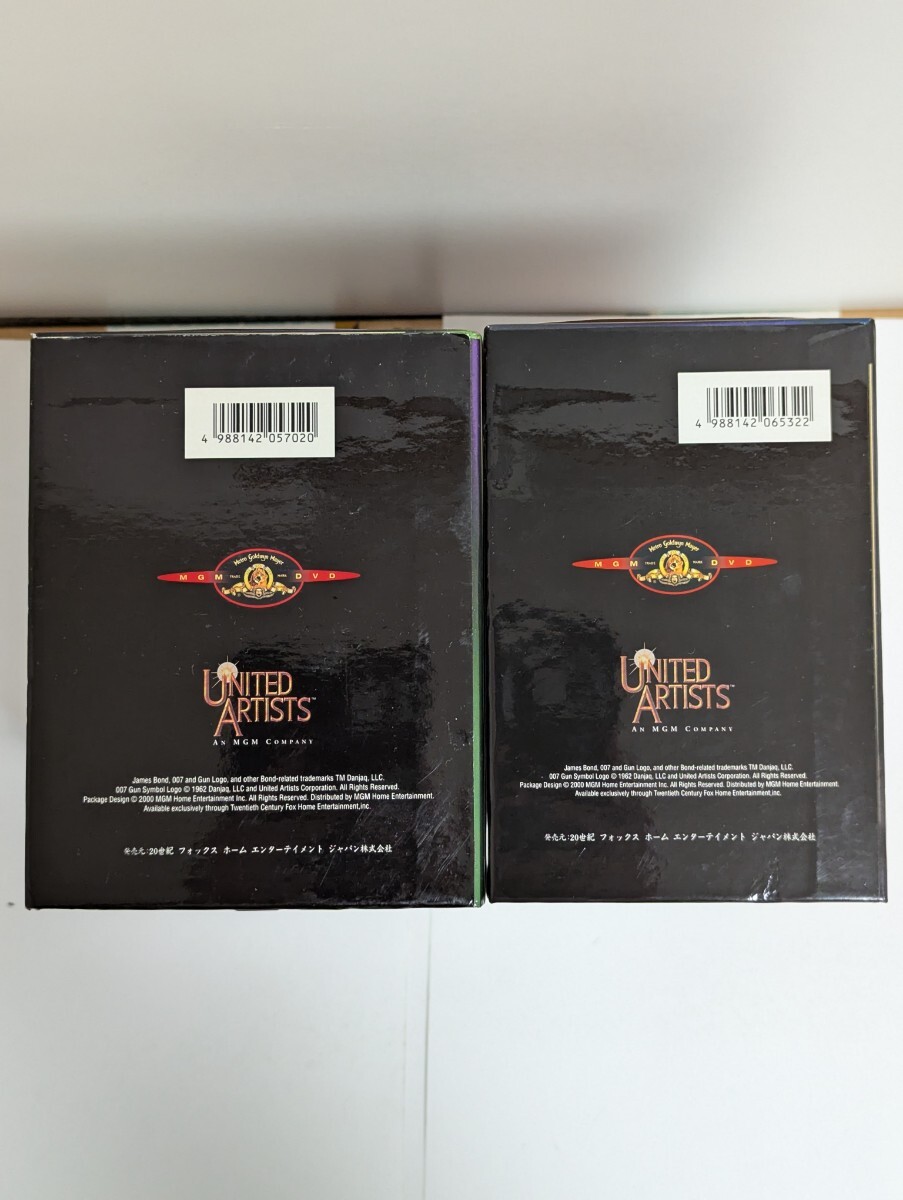 4 988142 057020
Metro Goldwyn Mayer
MGM TRADE MARK DVD
UNITED
ARTISTS™
AN MGM COMPANY
James Bond, 007 and Gun Logo, and other Bond-related trademarks TM Danjaq, LLC.
007 Gun Symbol Logo © 1962 Danjaq, LLC and United Artists Corporation. All Rights Reserved.
Package Design © 2000 MGM Home Entertainment Inc. All Rights Reserved. Distributed by MGM Home Entertainment.
Available exclusively through Twentieth Century Fox Home Entertainment,inc.
発売元:20世紀 フォックス ホーム エンターテイメント ジャパン株式会社
4 988142 065322
Metro Goldwyn Mayer
MGM TRADE MARK DVD
UNITED
ARTISTS™
AN MGM COMPANY
James Bond, 007 and Gun Logo, and other Bond-related trademarks TM Danjaq, LLC.
007 Gun Symbol Logo © 1962 Danjaq, LLC and United Artists Corporation. All Rights Reserved.
Package Design © 2000 MGM Home Entertainment Inc. All Rights Reserved. Distributed by MGM Home Entertainment.
Available exclusively through Twentieth Century Fox Home Entertainment,inc.
発売元:20世紀 フォックス ホーム エンターテイメント ジャパン株式会社